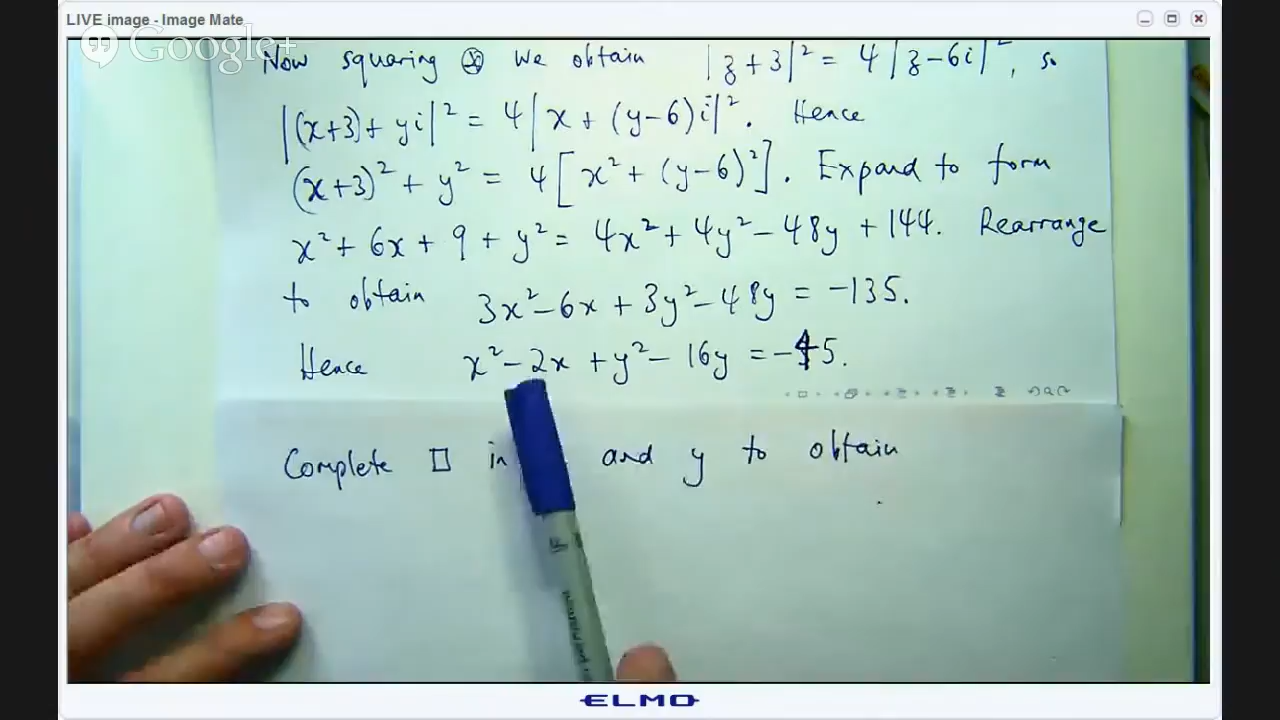 LIVE image - Image Mate
Google+
Now squaring ⊛ we obtain |z+3|² = 4|z-6i|², so
|(x+3)+yi|² = 4|x+(y-6)i|². Hence
(x+3)² + y² = 4[x² + (y-6)²]. Expand to form
x² + 6x + 9 + y² = 4x² + 4y² - 48y + 144. Rearrange
to obtain 3x² - 6x + 3y² - 48y = -135.
Hence x² - 2x + y² - 16y = -45.
Complete □ in and y to obtain
ELMO